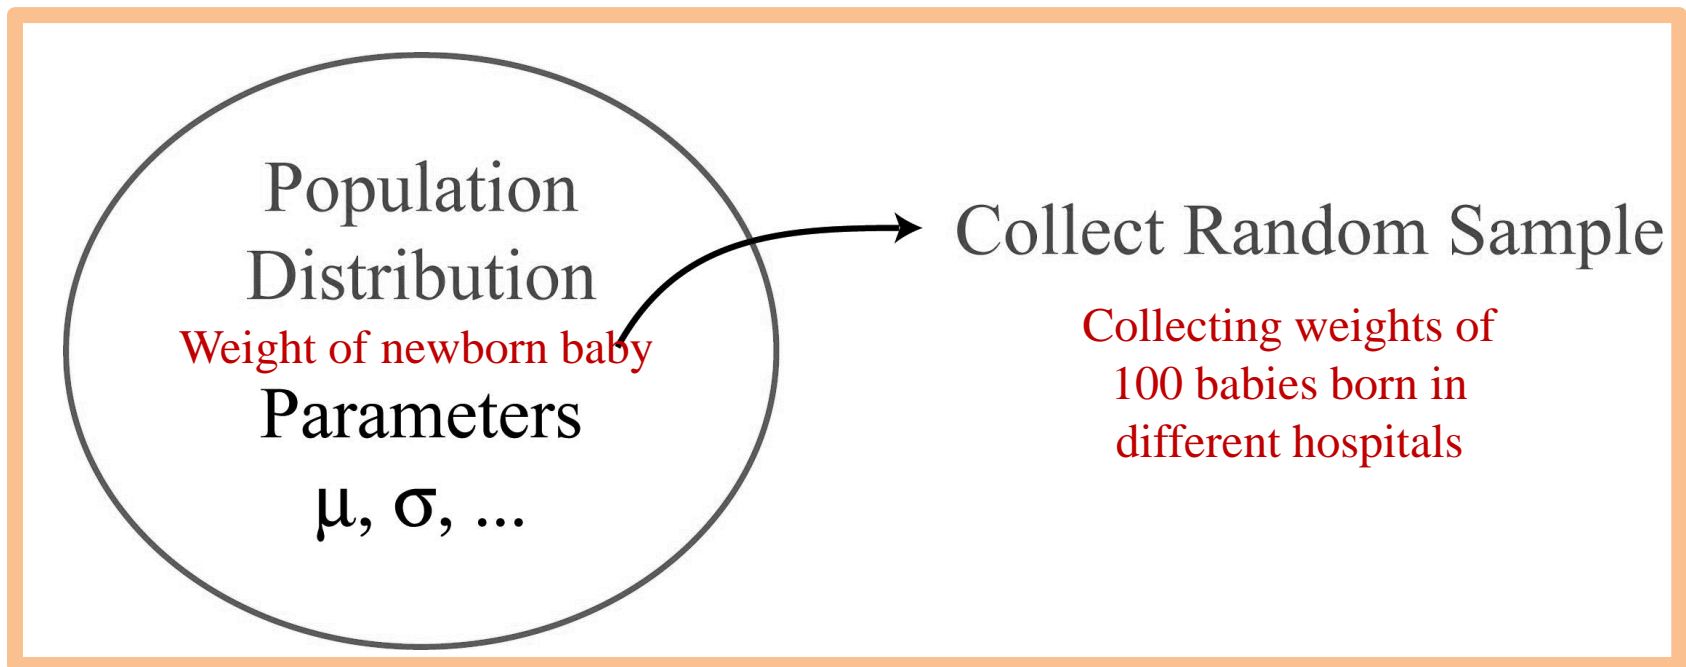 Population
Distribution
Weight of newborn baby
Parameters
μ, σ, ...
Collect Random Sample
Collecting weights of
100 babies born in
different hospitals